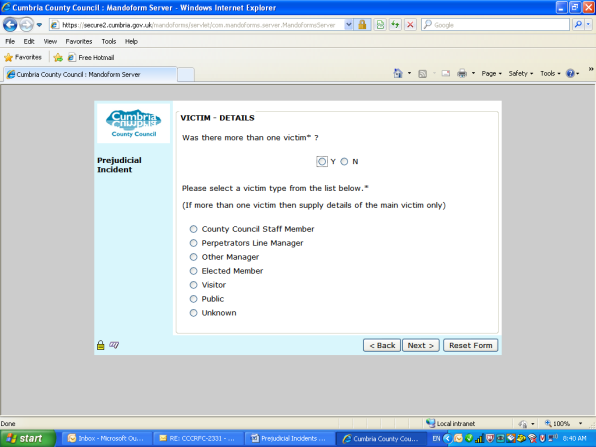 Cumbria County Council : Mandoform Server - Windows Internet Explorer
https://secure2.cumbria.gov.uk/mandoforms/servlet/com.mandoforms.server.MandoformsServer
Google
File Edit View Favorites Tools Help
Favorites Free Hotmail
Cumbria County Council : Mandoform Server
Page Safety Tools
Cumbria
County Council
Prejudicial
Incident
VICTIM - DETAILS
Was there more than one victim* ?
Y N
Please select a victim type from the list below.*
(If more than one victim then supply details of the main victim only)
County Council Staff Member
Perpetrators Line Manager
Other Manager
Elected Member
Visitor
Public
Unknown
< Back Next > Reset Form
Done Local intranet 100%
start Inbox - Microsoft Ou... RE: CCCRPC-2331 - ... Prejudicial Incidents ... Cumbria County Cou... EN 8:40 AM